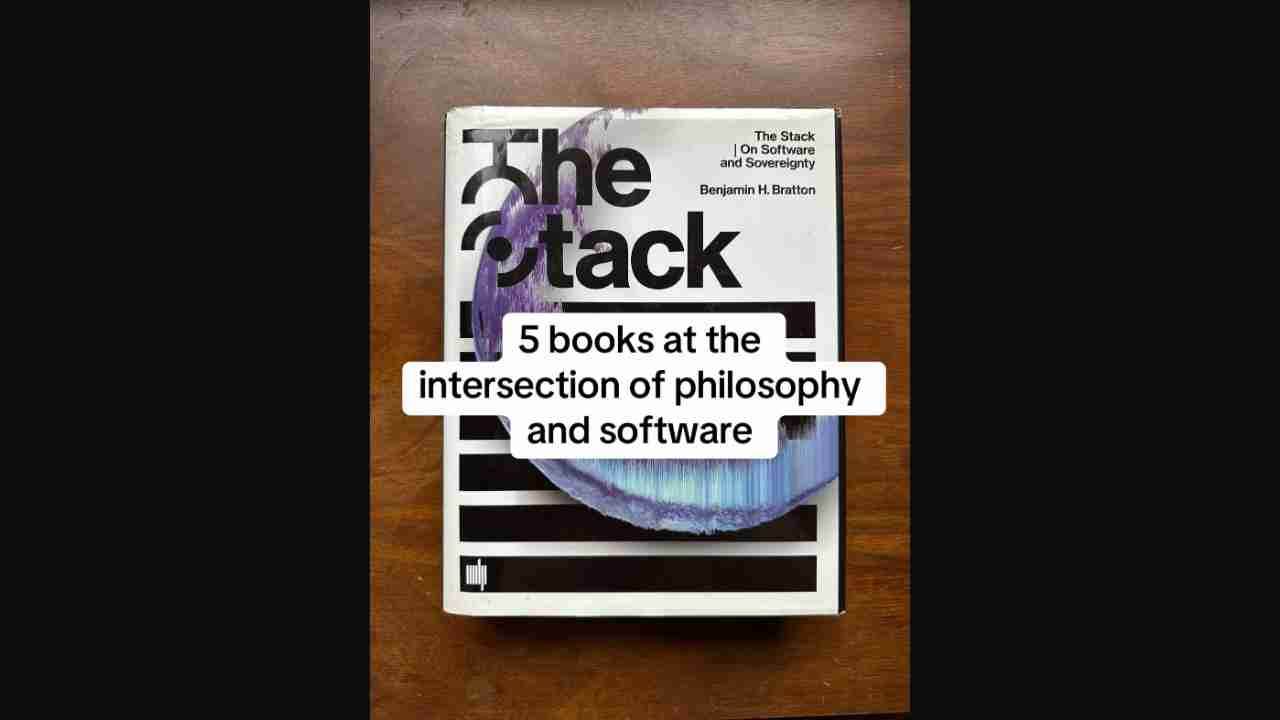 The
Stack
The Stack
| On Software
and Sovereignty
Benjamin H. Bratton
5 books at the
intersection of philosophy
and software